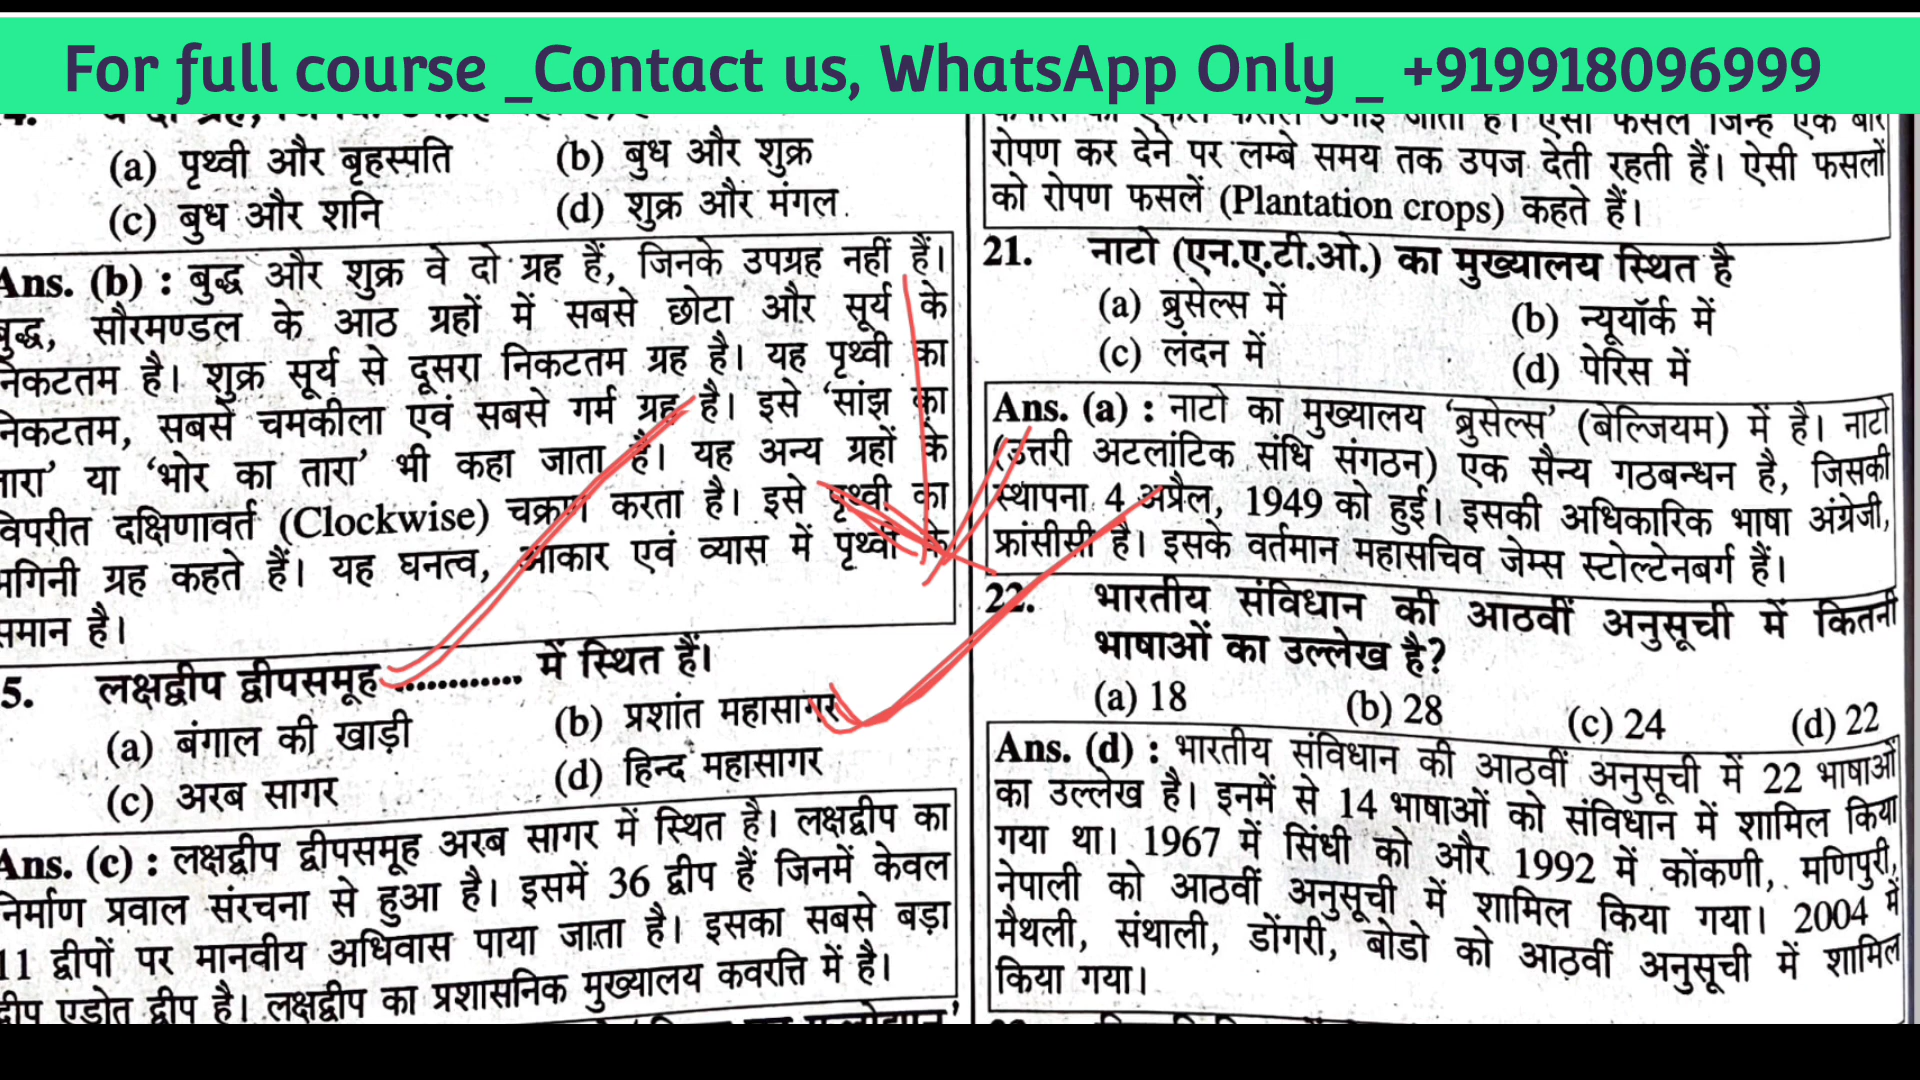 For full course _Contact us, WhatsApp Only _ +919918096999
(a) पृथ्वी और बृहस्पति (b) बुध और शुक्र
(c) बुध और शनि (d) शुक्र और मंगल
Ans. (b) : बुद्ध और शुक्र वे दो ग्रह हैं, जिनके उपग्रह नहीं हैं।
बुद्ध, सौरमण्डल के आठ ग्रहों में सबसे छोटा और सूर्य के
निकटतम है। शुक्र सूर्य से दूसरा निकटतम ग्रह है। यह पृथ्वी का
निकटतम, सबसे चमकीला एवं सबसे गर्म ग्रह है। इसे ‘सांझ का
तारा’ या ‘भोर का तारा’ भी कहा जाता है। यह अन्य ग्रहों के
विपरीत दक्षिणावर्त (Clockwise) चक्रण करता है। इसे पृथ्वी का
भगिनी ग्रह कहते हैं। यह घनत्व, आकार एवं व्यास में पृथ्वी के
समान है।
5. लक्षद्वीप द्वीपसमूह ............ में स्थित हैं।
(a) बंगाल की खाड़ी (b) प्रशांत महासागर
(c) अरब सागर (d) हिन्द महासागर
Ans. (c) : लक्षद्वीप द्वीपसमूह अरब सागर में स्थित है। लक्षद्वीप का
निर्माण प्रवाल संरचना से हुआ है। इसमें 36 द्वीप हैं जिनमें केवल
11 द्वीपों पर मानवीय अधिवास पाया जाता है। इसका सबसे बड़ा
द्वीप एडोत द्वीप है। लक्षद्वीप का प्रशासनिक मुख्यालय कवरत्ति में है।
रोपण कर देने पर लम्बे समय तक उपज देती रहती हैं। ऐसी फसलों
को रोपण फसलें (Plantation crops) कहते हैं।
21. नाटो (एन.ए.टी.ओ.) का मुख्यालय स्थित है
(a) ब्रुसेल्स में (b) न्यूयॉर्क में
(c) लंदन में (d) पेरिस में
Ans. (a) : नाटो का मुख्यालय ‘ब्रुसेल्स’ (बेल्जियम) में है। नाटो
(उत्तरी अटलांटिक संधि संगठन) एक सैन्य गठबन्धन है, जिसकी
स्थापना 4 अप्रैल, 1949 को हुई। इसकी अधिकारिक भाषा अंग्रेजी,
फ्रांसीसी है। इसके वर्तमान महासचिव जेम्स स्टोल्टेनबर्ग हैं।
22. भारतीय संविधान की आठवीं अनुसूची में कितनी
भाषाओं का उल्लेख है?
(a) 18 (b) 28 (c) 24 (d) 22
Ans. (d) : भारतीय संविधान की आठवीं अनुसूची में 22 भाषाओं
का उल्लेख है। इनमें से 14 भाषाओं को संविधान में शामिल किया
गया था। 1967 में सिंधी को और 1992 में कोंकणी, मणिपुरी,
नेपाली को आठवीं अनुसूची में शामिल किया गया। 2004 में
मैथली, संथाली, डोंगरी, बोडो को आठवीं अनुसूची में शामिल
किया गया।